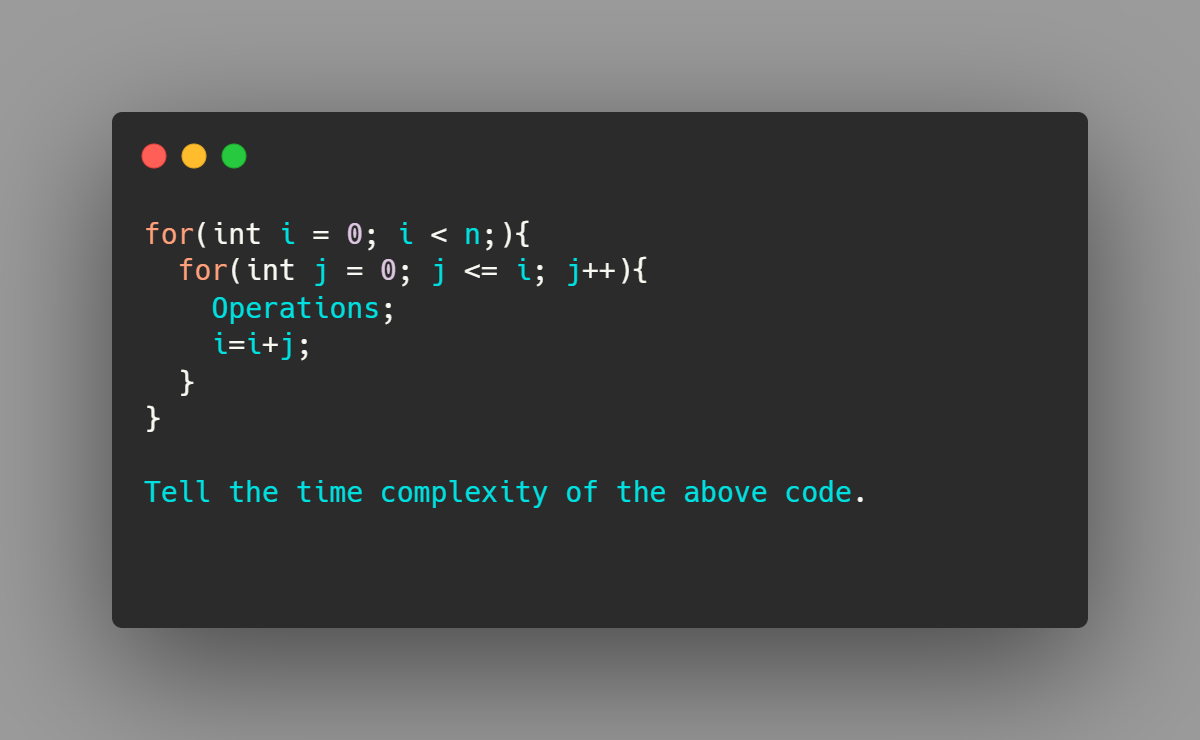 for(int i = 0; i < n;){
for(int j = 0; j <= i; j++){
Operations;
i=i+j;
}
}
Tell the time complexity of the above code.